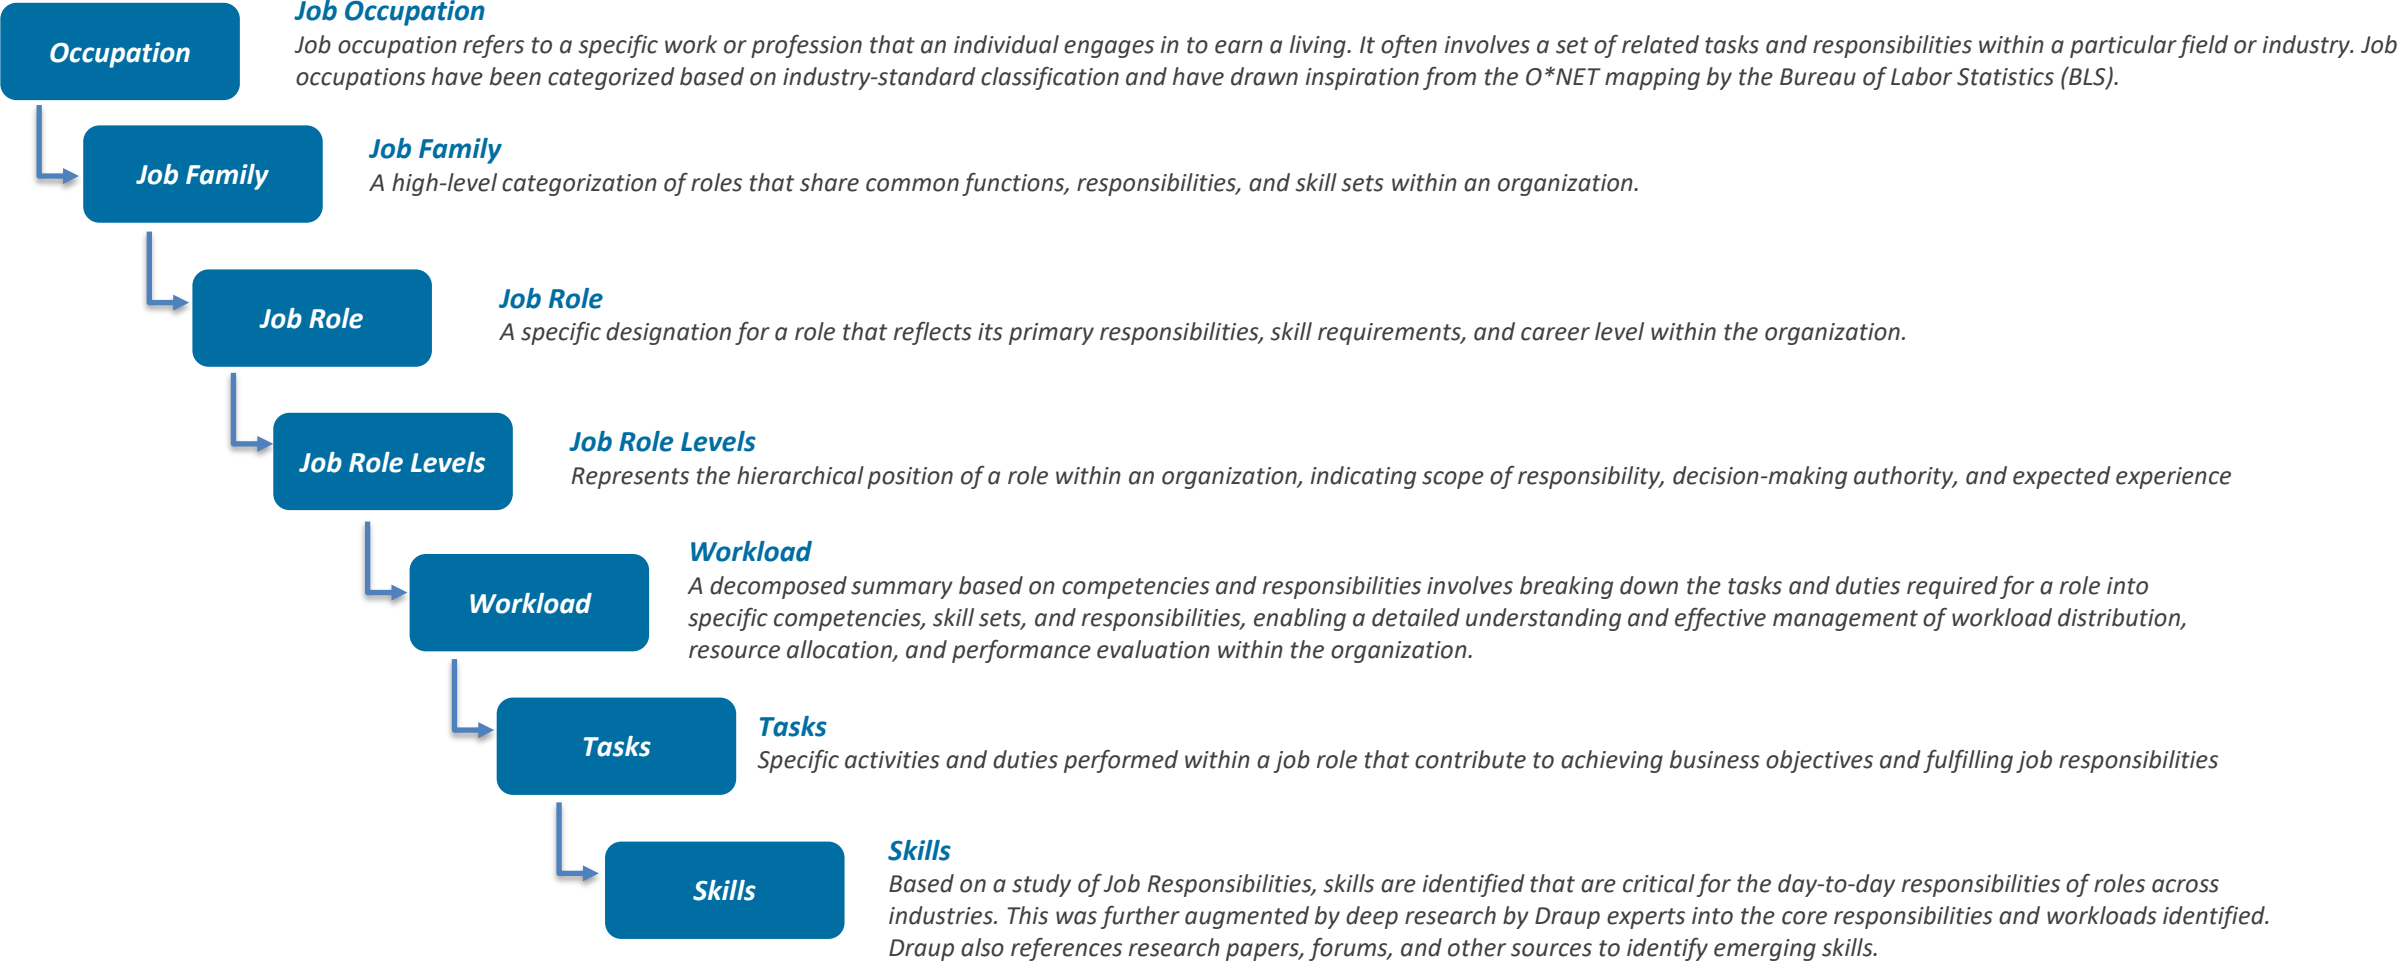 Job Occupation
Occupation
Job occupation refers to a specific work or profession that an individual engages in to earn a living. It often involves a set of related tasks and responsibilities within a particular field or industry. Job
occupations have been categorized based on industry-standard classification and have drawn inspiration from the O*NET mapping by the Bureau of Labor Statistics (BLS).
Job Family
Job Family
A high-level categorization of roles that share common functions, responsibilities, and skill sets within an organization.
Job Role
Job Role
A specific designation for a role that reflects its primary responsibilities, skill requirements, and career level within the organization.
Job Role Levels
Job Role Levels
Represents the hierarchical position of a role within an organization, indicating scope of responsibility, decision-making authority, and expected experience
Workload
Workload
A decomposed summary based on competencies and responsibilities involves breaking down the tasks and duties required for a role into
specific competencies, skill sets, and responsibilities, enabling a detailed understanding and effective management of workload distribution,
resource allocation, and performance evaluation within the organization.
Tasks
Tasks
Specific activities and duties performed within a job role that contribute to achieving business objectives and fulfilling job responsibilities
Skills
Skills
Based on a study of Job Responsibilities, skills are identified that are critical for the day-to-day responsibilities of roles across
industries. This was further augmented by deep research by Draup experts into the core responsibilities and workloads identified.
Draup also references research papers, forums, and other sources to identify emerging skills.